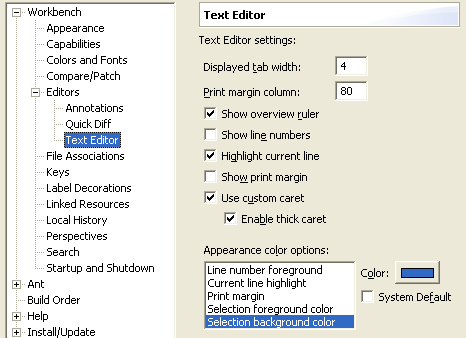 Workbench
Appearance
Capabilities
Colors and Fonts
Compare/Patch
Editors
Annotations
Quick Diff
Text Editor
File Associations
Keys
Label Decorations
Linked Resources
Local History
Perspectives
Search
Startup and Shutdown
Ant
Build Order
Help
Install/Update
Text Editor
Text Editor settings:
Displayed tab width: 4
Print margin column: 80
Show overview ruler
Show line numbers
Highlight current line
Show print margin
Use custom caret
Enable thick caret
Appearance color options:
Line number foreground
Current line highlight
Print margin
Selection foreground color
Selection background color
Color:
System Default